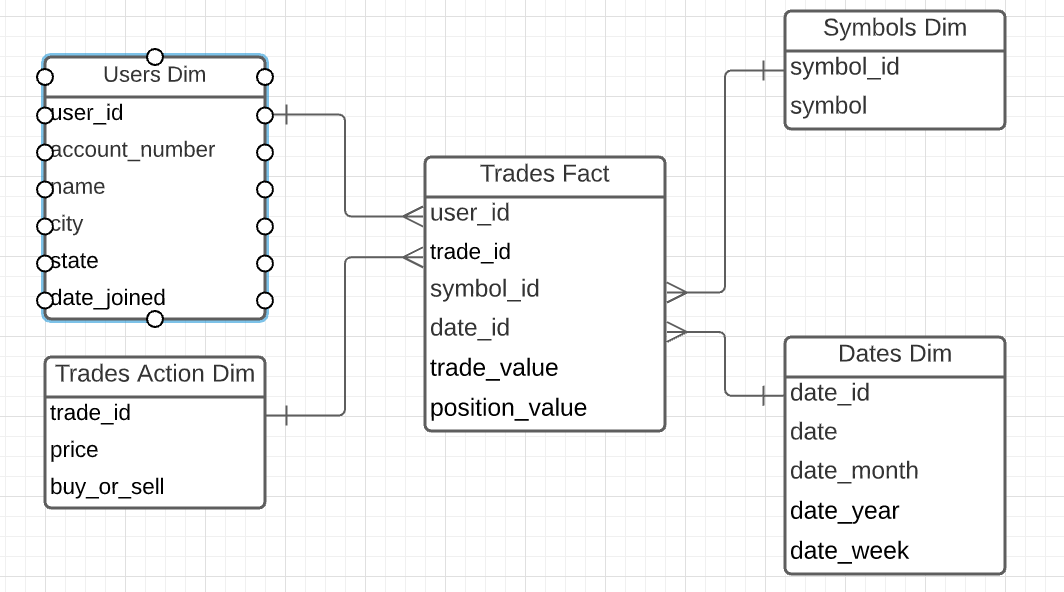 Users Dim
user_id
account_number
name
city
state
date_joined
Trades Action Dim
trade_id
price
buy_or_sell
Trades Fact
user_id
trade_id
symbol_id
date_id
trade_value
position_value
Symbols Dim
symbol_id
symbol
Dates Dim
date_id
date
date_month
date_year
date_week